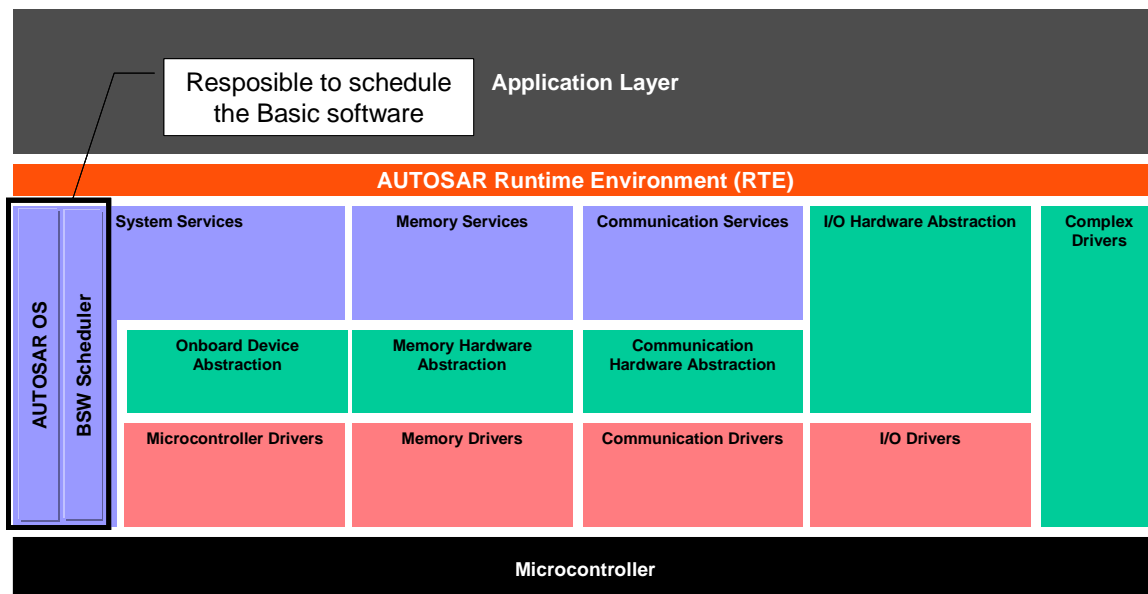 Resposible to schedule
the Basic software
Application Layer
AUTOSAR Runtime Environment (RTE)
AUTOSAR OS
BSW Scheduler
System Services
Memory Services
Communication Services
I/O Hardware Abstraction
Complex
Drivers
Onboard Device
Abstraction
Memory Hardware
Abstraction
Communication
Hardware Abstraction
Microcontroller Drivers
Memory Drivers
Communication Drivers
I/O Drivers
Microcontroller